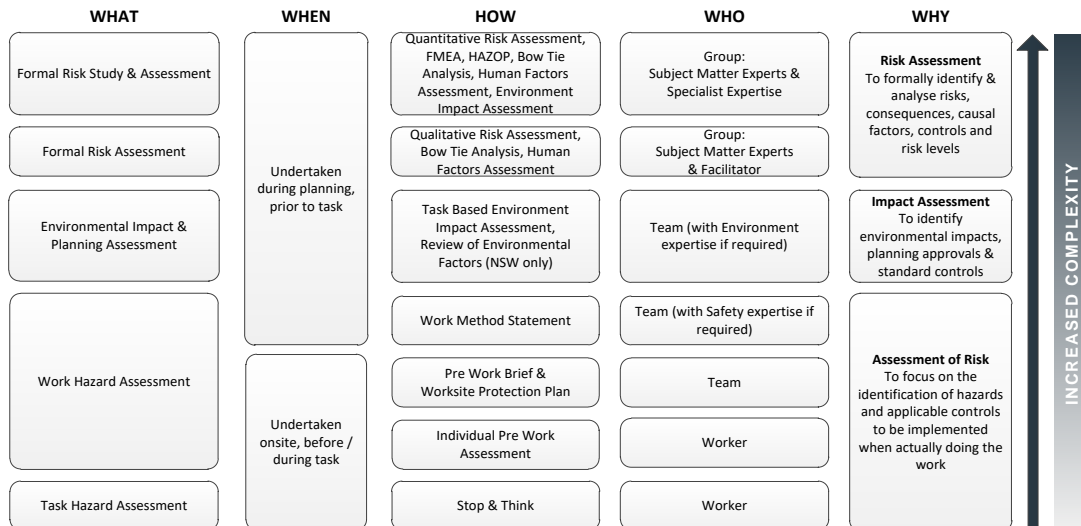 WHAT
WHEN
HOW
WHO
WHY
Formal Risk Study & Assessment
Formal Risk Assessment
Environmental Impact &
Planning Assessment
Work Hazard Assessment
Task Hazard Assessment
Undertaken
during planning,
prior to task
Undertaken
onsite, before /
during task
Quantitative Risk Assessment,
FMEA, HAZOP, Bow Tie
Analysis, Human Factors
Assessment, Environment
Impact Assessment
Qualitative Risk Assessment,
Bow Tie Analysis, Human
Factors Assessment
Task Based Environment
Impact Assessment,
Review of Environmental
Factors (NSW only)
Work Method Statement
Pre Work Brief &
Worksite Protection Plan
Individual Pre Work
Assessment
Stop & Think
Group:
Subject Matter Experts &
Specialist Expertise
Group:
Subject Matter Experts
& Facilitator
Team (with Environment
expertise if required)
Team (with Safety expertise if
required)
Team
Worker
Worker
Risk Assessment
To formally identify &
analyse risks,
consequences, causal
factors, controls and
risk levels
Impact Assessment
To identify
environmental impacts,
planning approvals &
standard controls
Assessment of Risk
To focus on the
identification of hazards
and applicable controls
to be implemented
when actually doing the
work
INCREASED COMPLEXITY